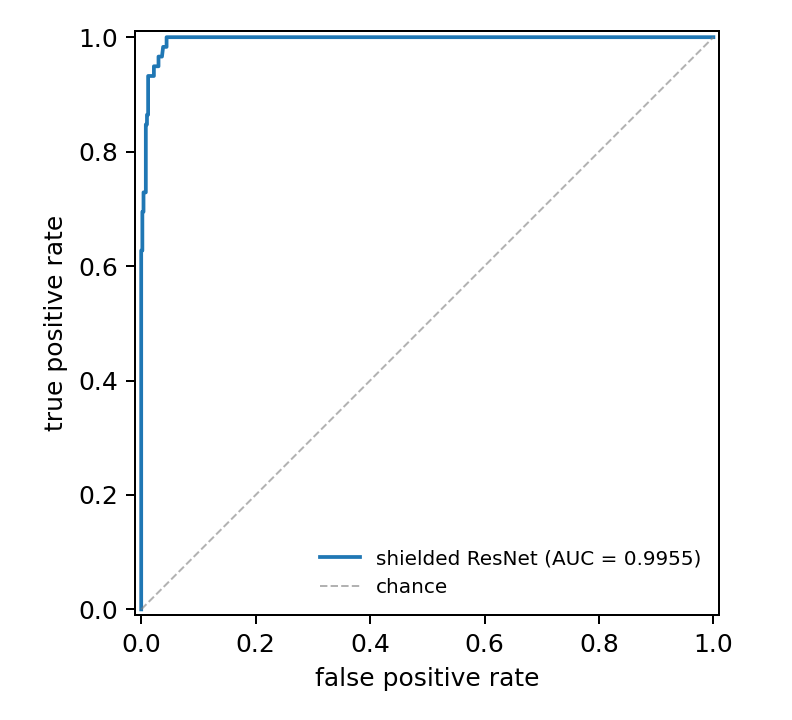 1.0
0.8
0.6
0.4
0.2
0.0
true positive rate
shielded ResNet (AUC = 0.9955)
chance
0.0 0.2 0.4 0.6 0.8 1.0
false positive rate